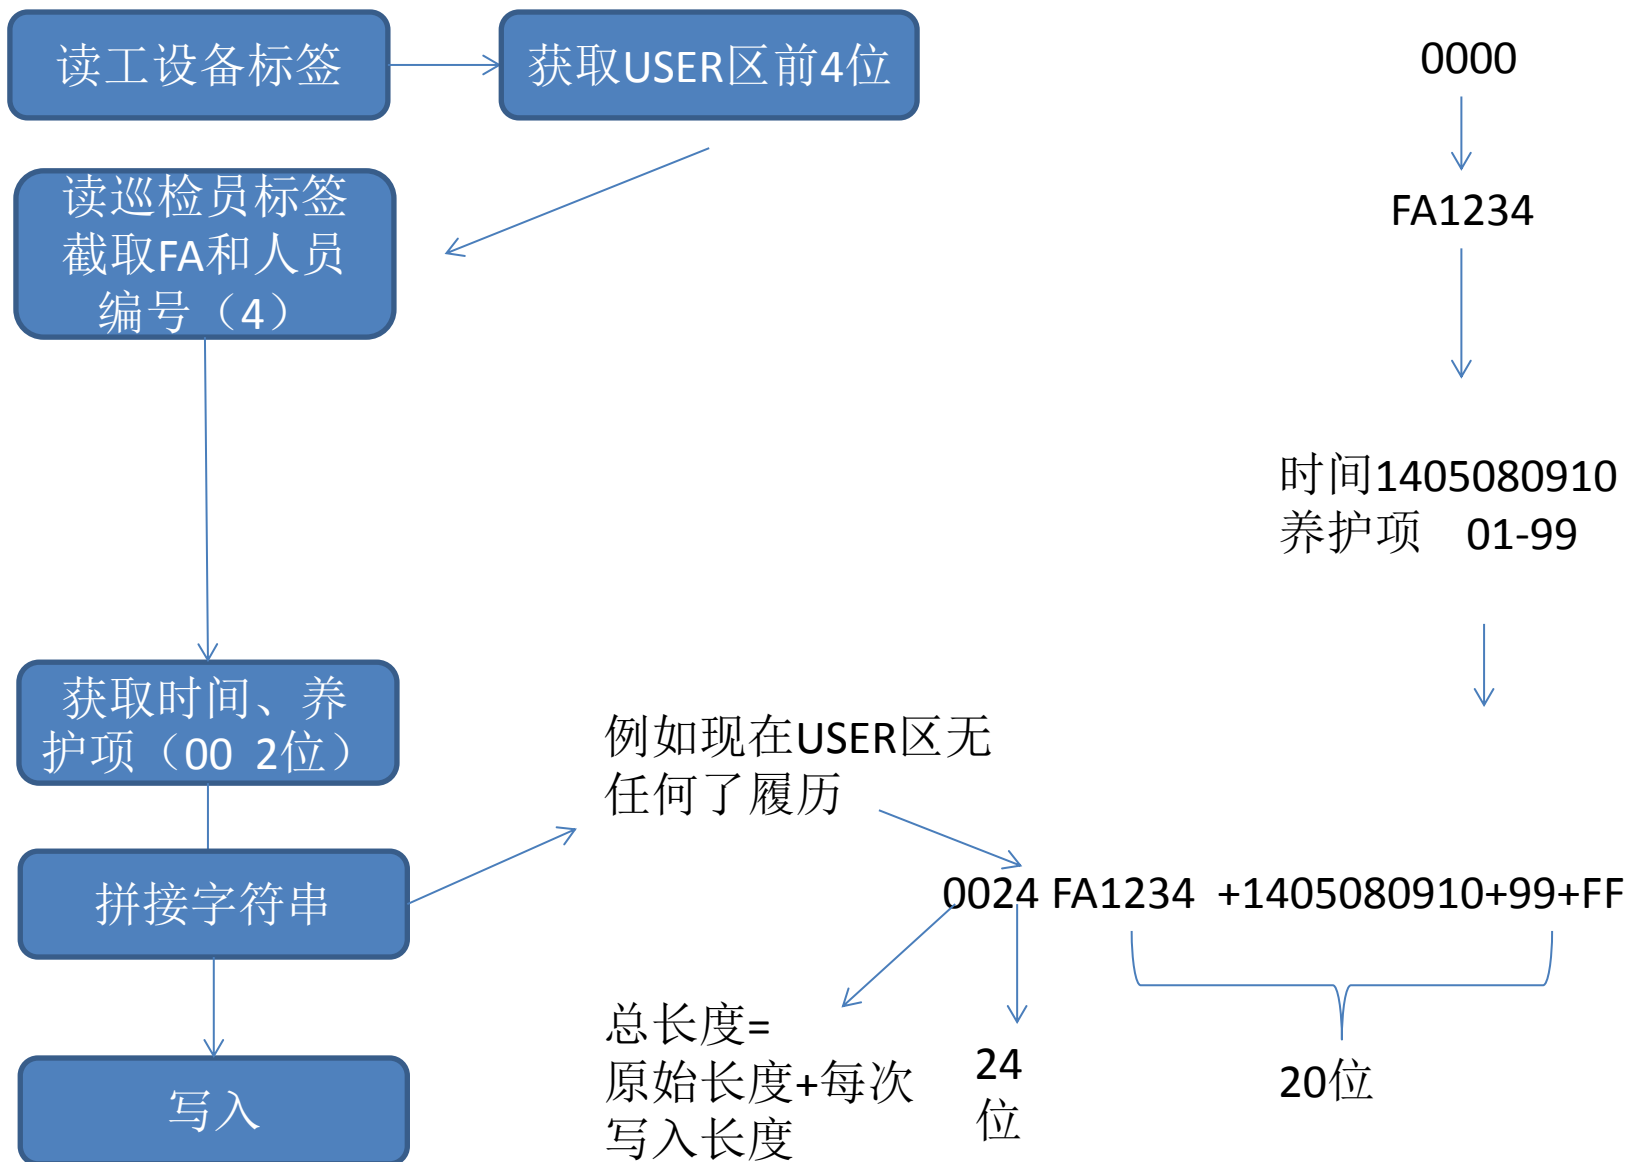 读工设备标签
获取USER区前4位
0000
读巡检员标签
截取FA和人员
编号（4）
FA1234
时间1405080910
养护项 01-99
获取时间、养
护项（00 2位）
例如现在USER区无
任何了履历
拼接字符串
0024 FA1234 +1405080910+99+FF
总长度=
原始长度+每次
写入长度
24
位
20位
写入